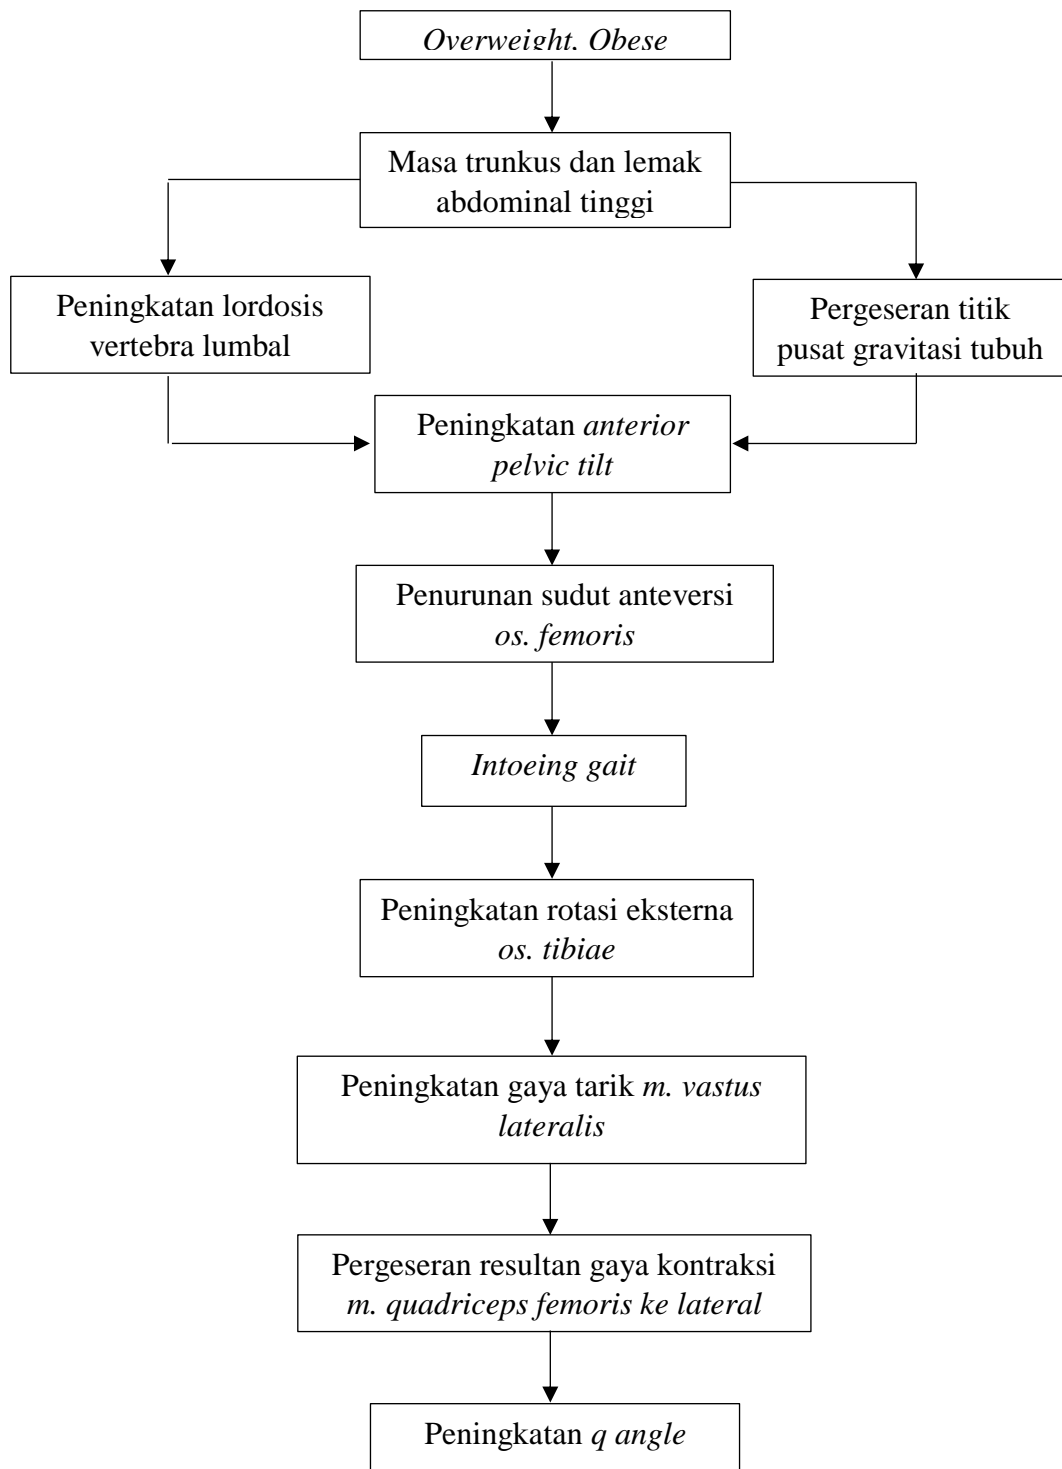 Overweight, Obese
Masa trunkus dan lemak
abdominal tinggi
Peningkatan lordosis
vertebra lumbal
Pergeseran titik
pusat gravitasi tubuh
Peningkatan anterior
pelvic tilt
Penurunan sudut anteversi
os. femoris
Intoeing gait
Peningkatan rotasi eksterna
os. tibiae
Peningkatan gaya tarik m. vastus
lateralis
Pergeseran resultan gaya kontraksi
m. quadriceps femoris ke lateral
Peningkatan q angle